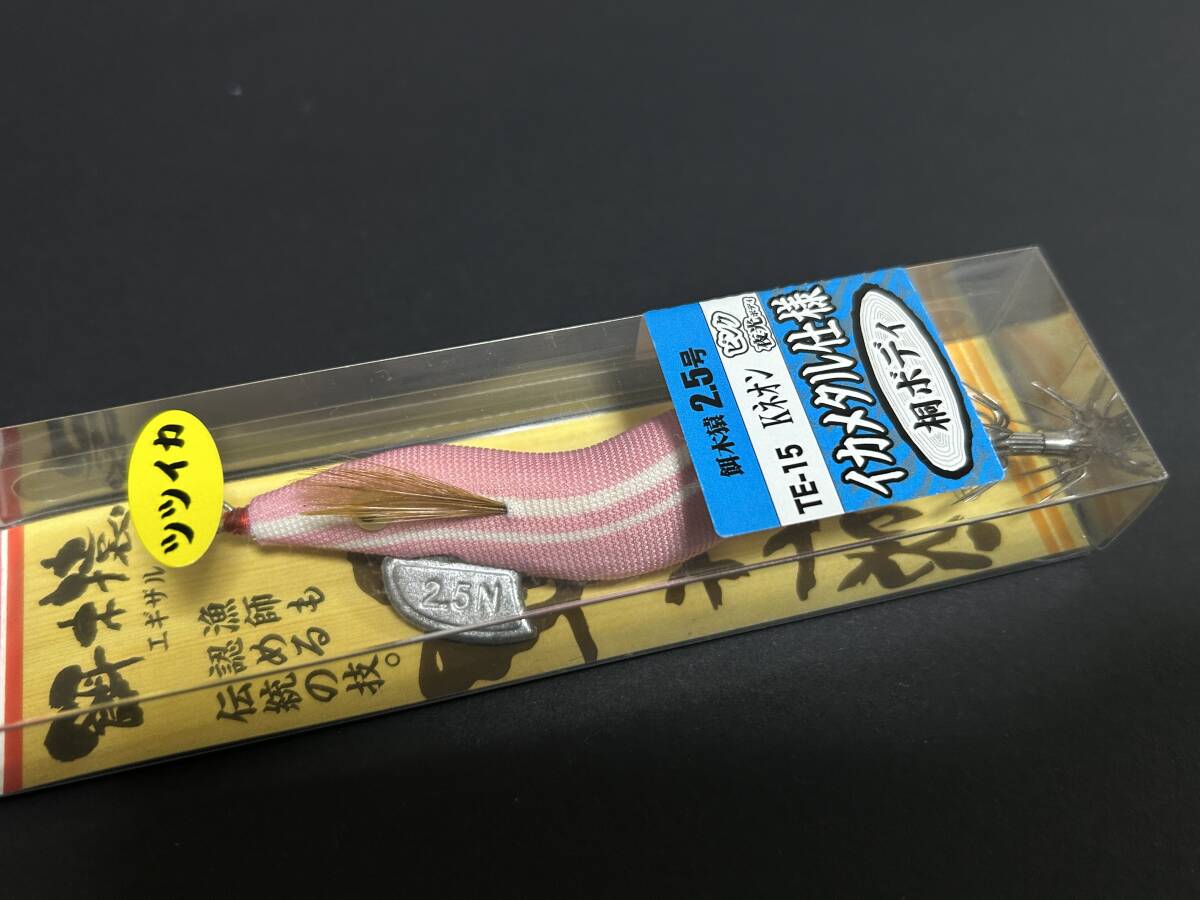 ツツイカ
餌木猿
エギザル
漁師も
認める
伝統の技。
2.5N
餌木猿 2.5号
TE-15 Kネオン
ピンク
夜光ボディ
イカメタル仕様
桐ボディ